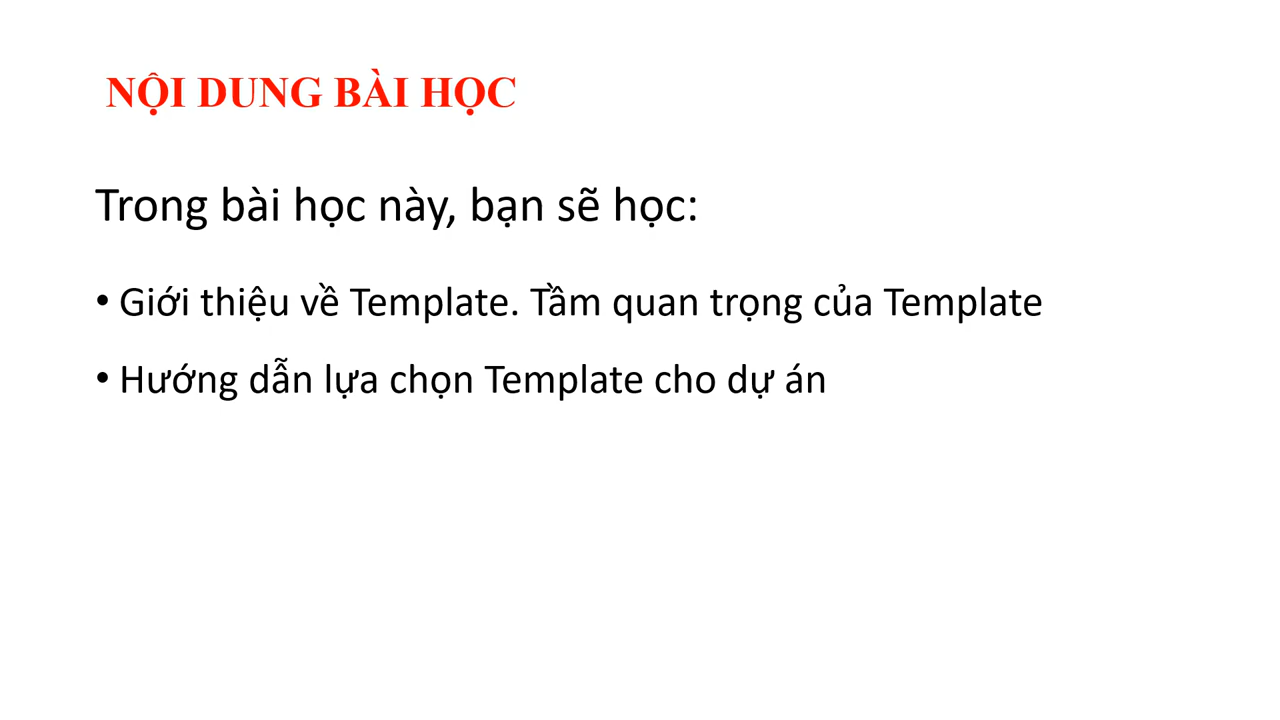 NỘI DUNG BÀI HỌC
Trong bài học này, bạn sẽ học:
• Giới thiệu về Template. Tầm quan trọng của Template
• Hướng dẫn lựa chọn Template cho dự án